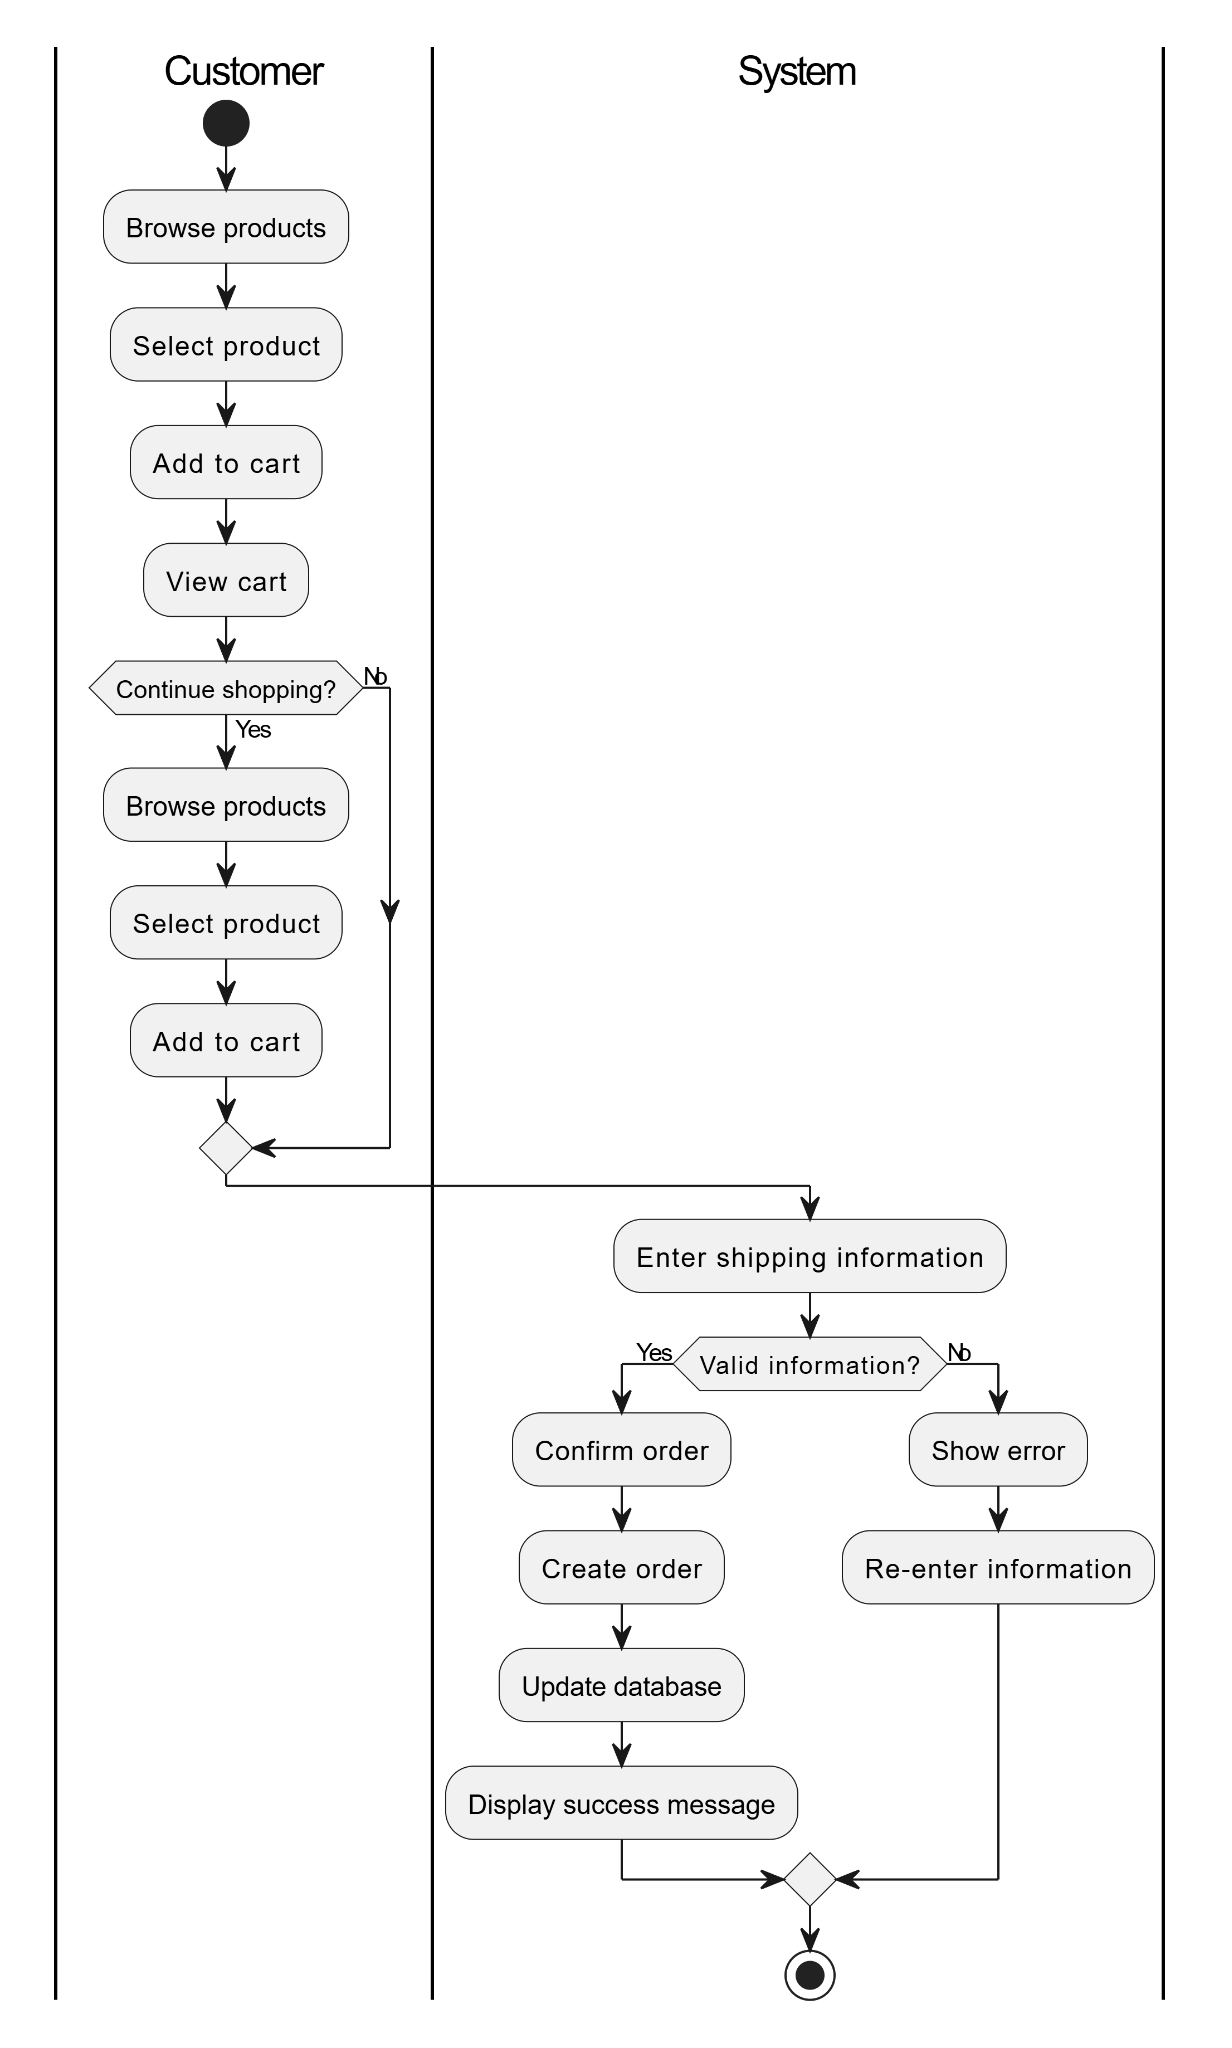 Customer
System
Browse products
Select product
Add to cart
View cart
Continue shopping?
No
Yes
Browse products
Select product
Add to cart
Enter shipping information
Yes
Valid information?
No
Confirm order
Show error
Create order
Re-enter information
Update database
Display success message